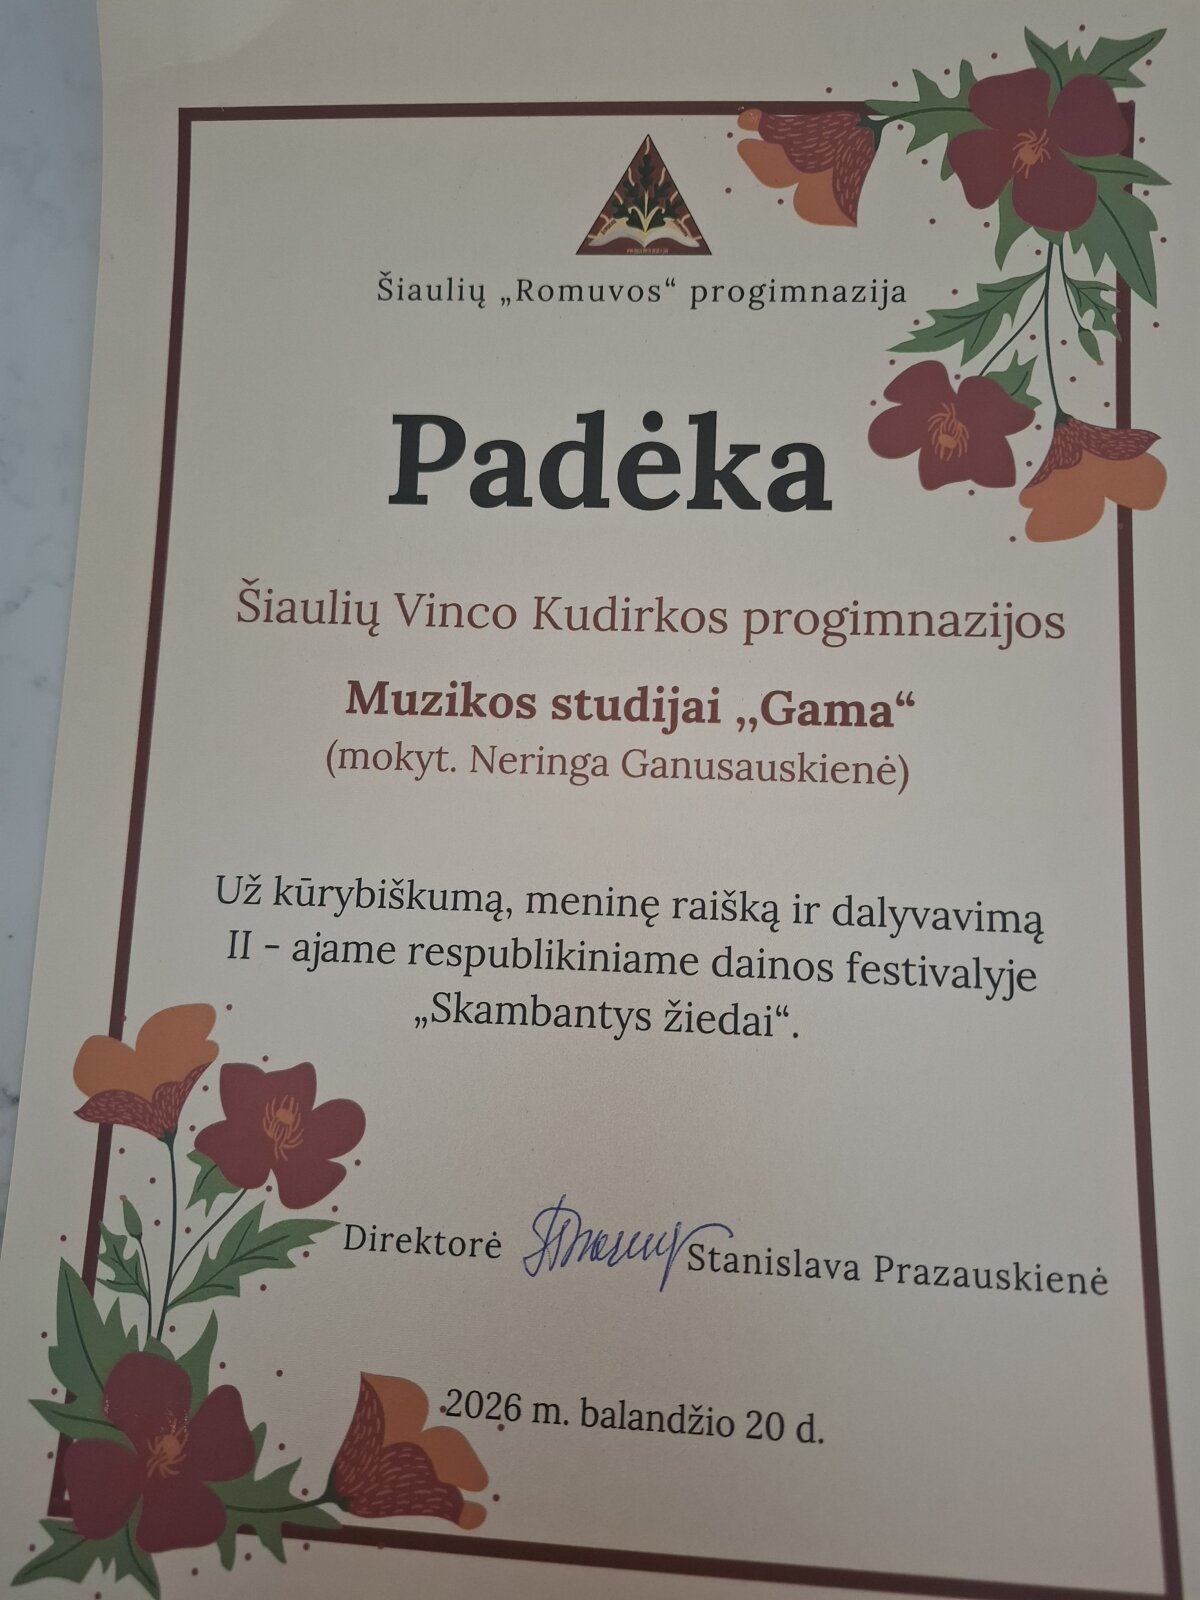 Šiaulių „Romuvos“ progimnazija
Padėka
Šiaulių Vinco Kudirkos progimnazijos
Muzikos studijai ,,Gama“
(mokyt. Neringa Ganusauskienė)
Už kūrybiškumą, meninę raišką ir dalyvavimą
II - ajame respublikiniame dainos festivalyje
„Skambantys žiedai“.
Direktorė Stanislava Prazauskienė
2026 m. balandžio 20 d.